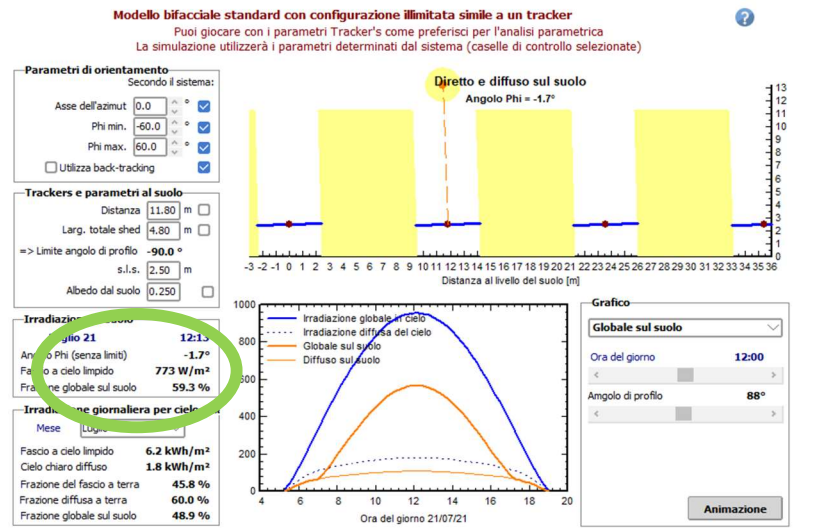 Modello bifacciale standard con configurazione illimitata simile a un tracker
Puoi giocare con i parametri Tracker's come preferisci per l'analisi parametrica
La simulazione utilizzerà i parametri determinati dal sistema (caselle di controllo selezionate)
?
Parametri di orientamento
Secondo il sistema:
Asse dell'azimut 0.0 °
Phi min. -60.0 °
Phi max. 60.0 °
Utilizza back-tracking
Trackers e parametri al suolo
Distanza 11.80 m
Larg. totale shed 4.80 m
=> Limite angolo di profilo -90.0 °
s.l.s. 2.50 m
Albedo dal suolo 0.250
21 12:13
Phi (senza limiti) -1.7°
a cielo limpido 773 W/m²
globale sul suolo 59.3 %
giornaliera per
Mese
Fascio a cielo limpido 6.2 kWh/m²
Cielo chiaro diffuso 1.8 kWh/m²
Frazione del fascio a terra 45.8 %
Frazione diffusa a terra 60.0 %
Frazione globale sul suolo 48.9 %
Diretto e diffuso sul suolo
Angolo Phi = -1.7°
13
12
11
10
9
8
7
6
5
4
3
2
1
0
-3 -2 -1 0 1 2 3 4 5 6 7 8 9 10 11 12 13 14 15 16 17 18 19 20 21 22 23 24 25 26 27 28 29 30 31 32 33 34 35 36
Distanza al livello del suolo [m]
1000
800
600
400
200
0
Irradiazione globale in cielo
Irradiazione diffusa del cielo
Globale sul suolo
Diffuso sul suolo
4 6 8 10 12 14 16 18 20
Ora del giorno 21/07/21
Grafico
Globale sul suolo
Ora del giorno 12:00
Amgolo di profilo 88°
Animazione